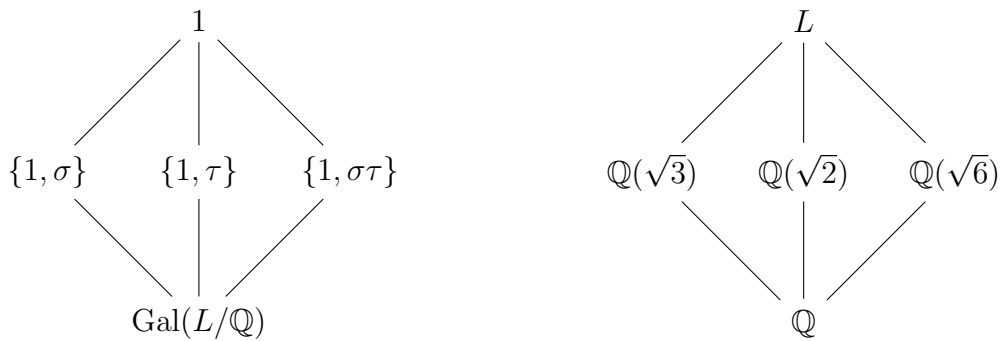 1 L
{1, σ} {1, τ} {1, στ} ℚ(√3) ℚ(√2) ℚ(√6)
Gal(L/ℚ) ℚ